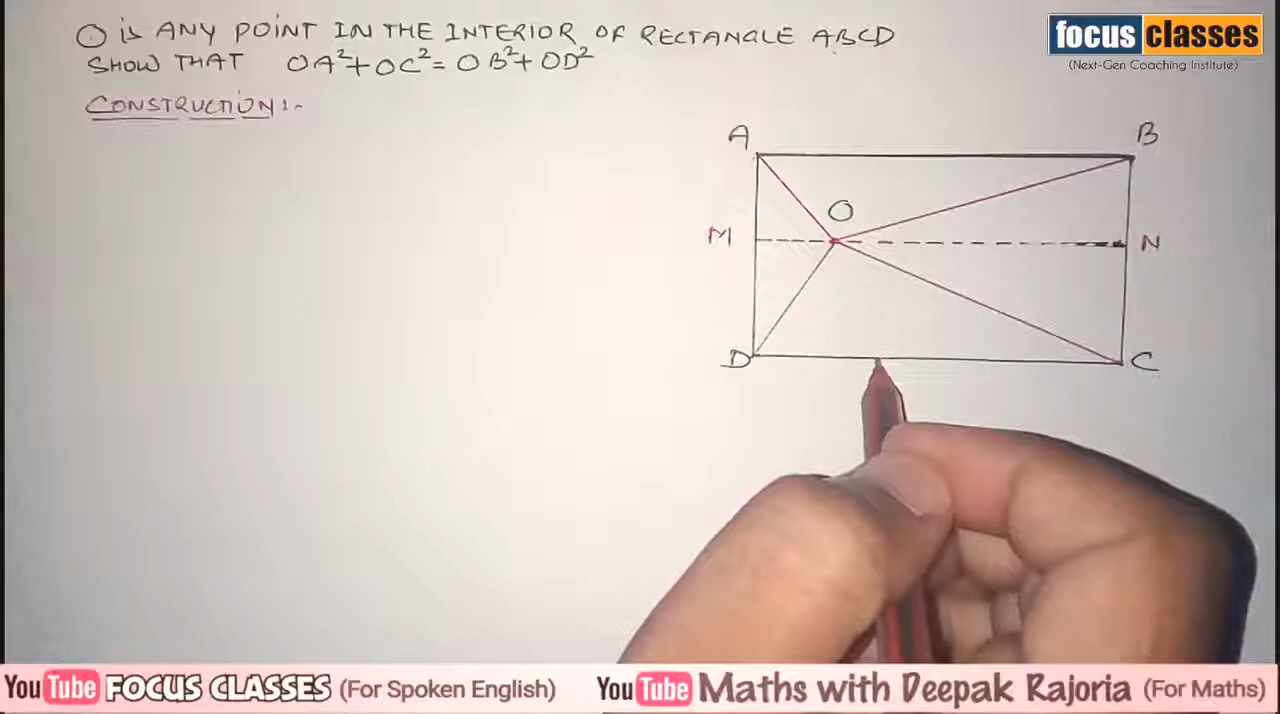 O is ANY POINT IN THE INTERIOR OF RECTANGLE ABCD
SHOW THAT OA²+OC²=OB²+OD²
CONSTRUCTION:-
focus classes
(Next-Gen Coaching Institute)
A
B
O
M
N
D
C
YouTube FOCUS CLASSES (For Spoken English)
YouTube Maths with Deepak Rajoria (For Maths)